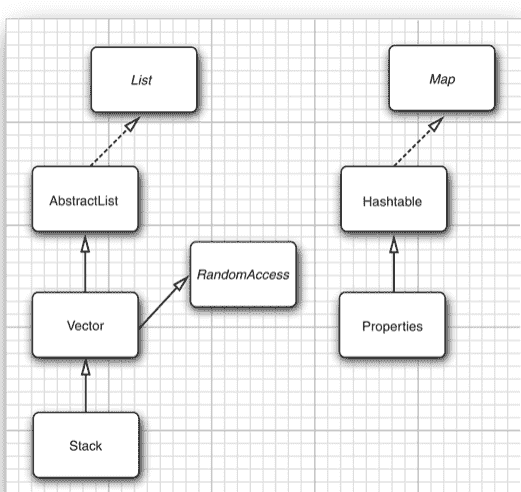 List
Map
AbstractList
Hashtable
RandomAccess
Vector
Properties
Stack